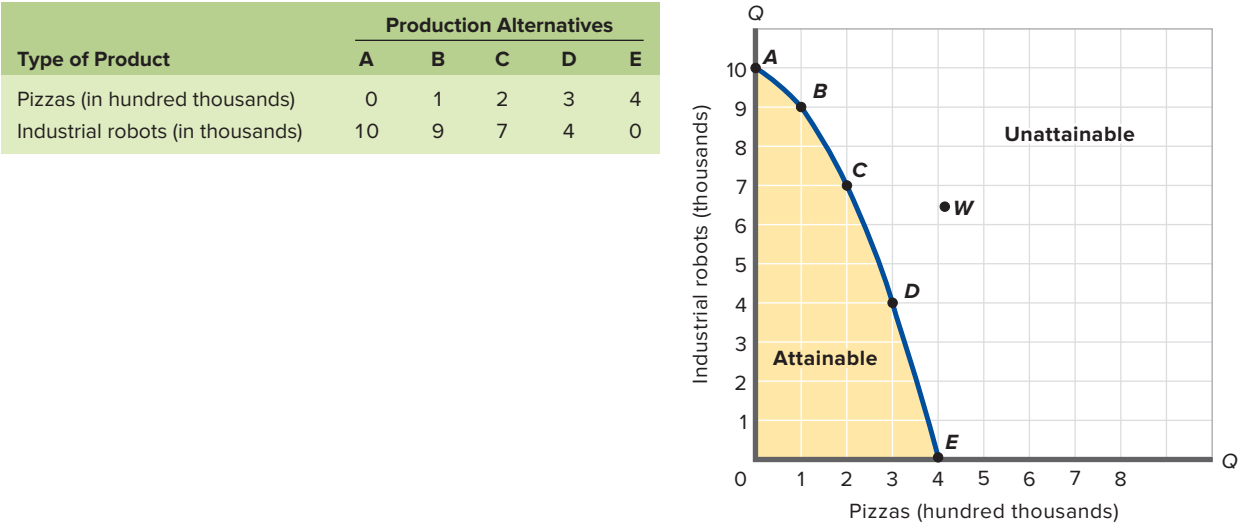 Production Alternatives
Type of Product A B C D E
Pizzas (in hundred thousands) 0 1 2 3 4
Industrial robots (in thousands) 10 9 7 4 0
Q
A
10
B
9
Unattainable
8
C
7
W
6
5
D
4
3
Attainable
2
1
E
Q
0 1 2 3 4 5 6 7 8
Industrial robots (thousands)
Pizzas (hundred thousands)